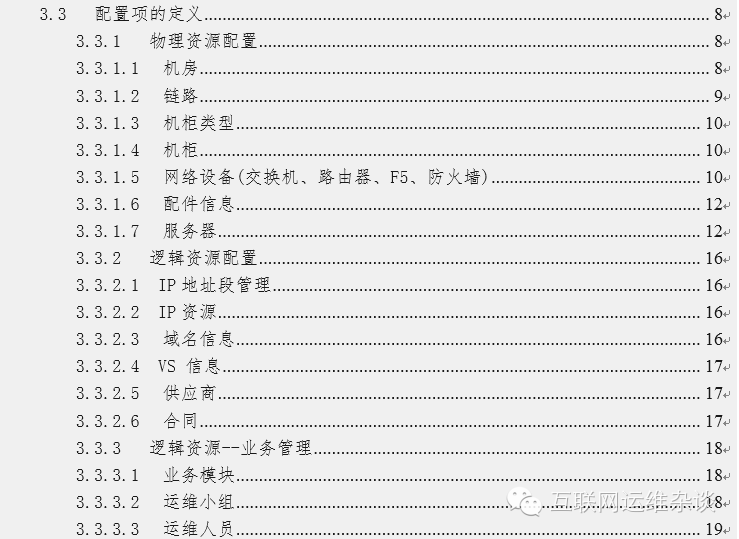 3.3 配置项的定义........8
3.3.1 物理资源配置........8
3.3.1.1 机房........8
3.3.1.2 链路........9
3.3.1.3 机柜类型........10
3.3.1.4 机柜........10
3.3.1.5 网络设备(交换机、路由器、F5、防火墙)........10
3.3.1.6 配件信息........12
3.3.1.7 服务器........12
3.3.2 逻辑资源配置........16
3.3.2.1 IP地址段管理........16
3.3.2.2 IP资源........16
3.3.2.3 域名信息........16
3.3.2.4 VS 信息........17
3.3.2.5 供应商........17
3.3.2.6 合同........17
3.3.3 逻辑资源--业务管理........18
3.3.3.1 业务模块........18
3.3.3.2 运维小组........18
3.3.3.3 运维人员........19
互联网运维杂谈